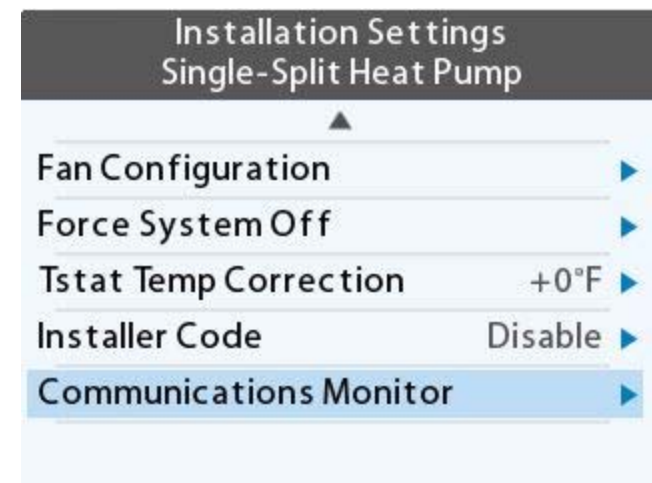 Installation Settings
Single-Split Heat Pump
Fan Configuration
Force System Off
Tstat Temp Correction +0°F
Installer Code Disable
Communications Monitor